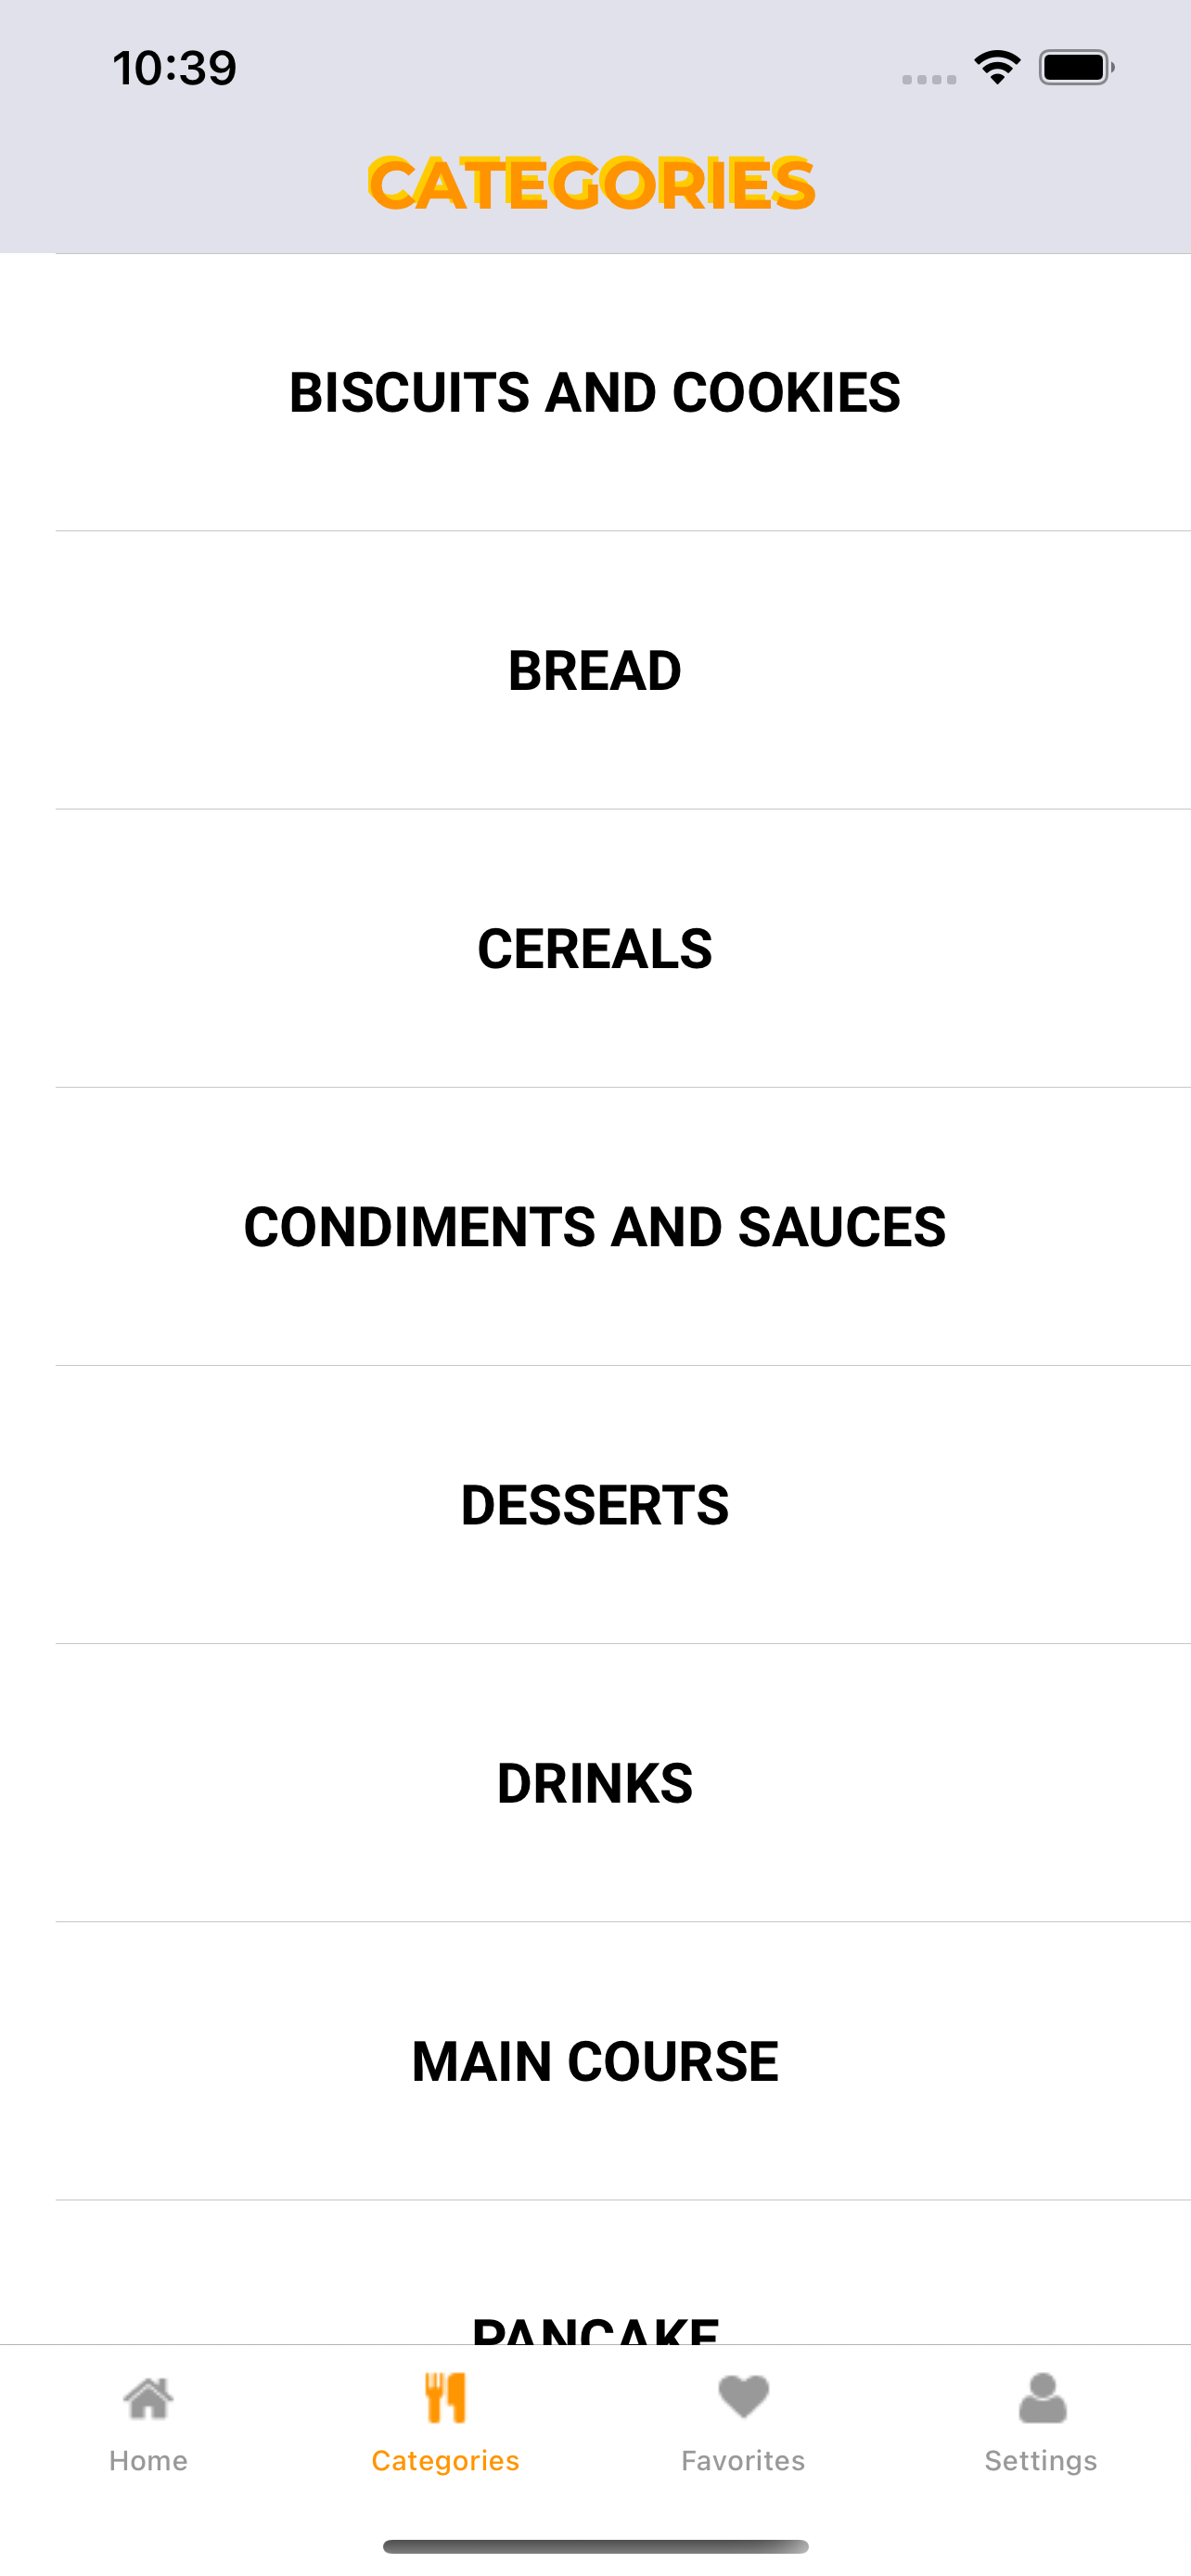 10:39
CATEGORIES
BISCUITS AND COOKIES
BREAD
CEREALS
CONDIMENTS AND SAUCES
DESSERTS
DRINKS
MAIN COURSE
PANCAKE
Home
Categories
Favorites
Settings